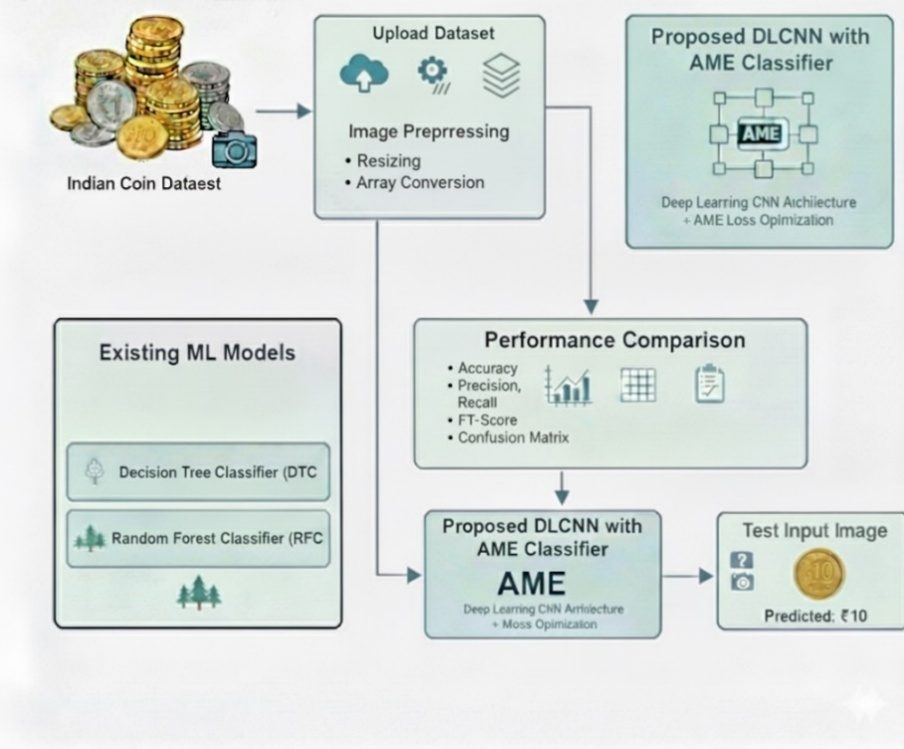 Indian Coin Dataest
Upload Dataset
Image Preprressing
• Resizing
• Array Conversion
Proposed DLCNN with
AME Classifier
AME
Deep Learring CNN
+ AME Loss Opimization
Existing ML Models
Decision Tree Classifier (DTC
Random Forest Classifier (RFC
Performance Comparison
• Accuracy
• Precision,
Recall
• FT-Score
• Confusion Matrix
Proposed DLCNN with
AME Classifier
AME
Deep Learning CNN
+ Moss Opimization
Test Input Image
?
10
Predicted: ₹10